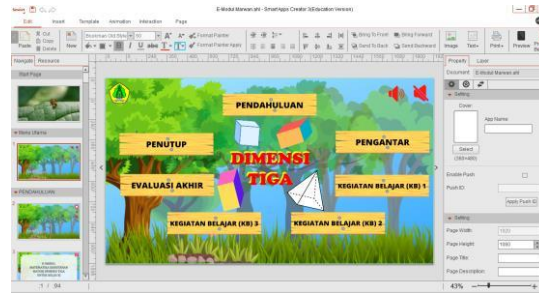 E-Modul Marwan.ahl - SmartApps Creator 3(Education Version)
Edit Insert Template Animation Interaction Page
Paste
Cut
Copy
Delete
New
Format Painter
Format Painter Apply
Bring To Front
Bring Forward
Send To Back
Send Backward
Image
Text
Print
Preview
Navigate Resource
Start Page
Menu Utama
PENDAHULUAN
PENDAHULUAN
PENUTUP
PENGANTAR
DIMENSI
TIGA
EVALUASI AKHIR
KEGIATAN BELAJAR (KB) 1
KEGIATAN BELAJAR (KB) 3
KEGIATAN BELAJAR (KB) 2
Property Layer
Document E-Modul Marwan.ahl
Setting
Cover:
App Name:
Select
Enable Push
Push ID:
Apply Push ID
Setting
Page Width:
Page Height:
Page Title:
Page Description:
1 / 94
43%